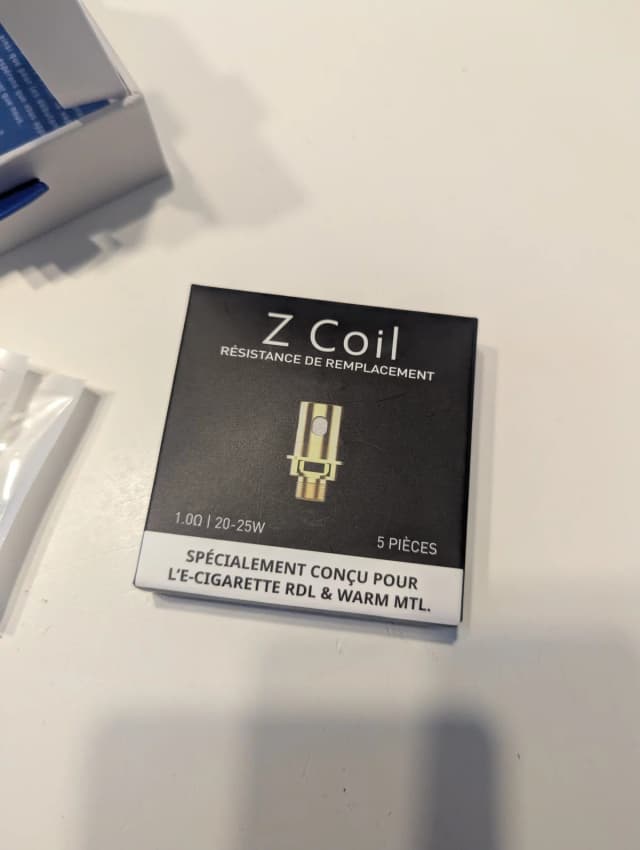 Z Coil
RÉSISTANCE DE REMPLACEMENT
1.0Ω | 20-25W
5 PIÈCES
SPÉCIALEMENT CONÇU POUR
L'E-CIGARETTE RDL & WARM MTL.